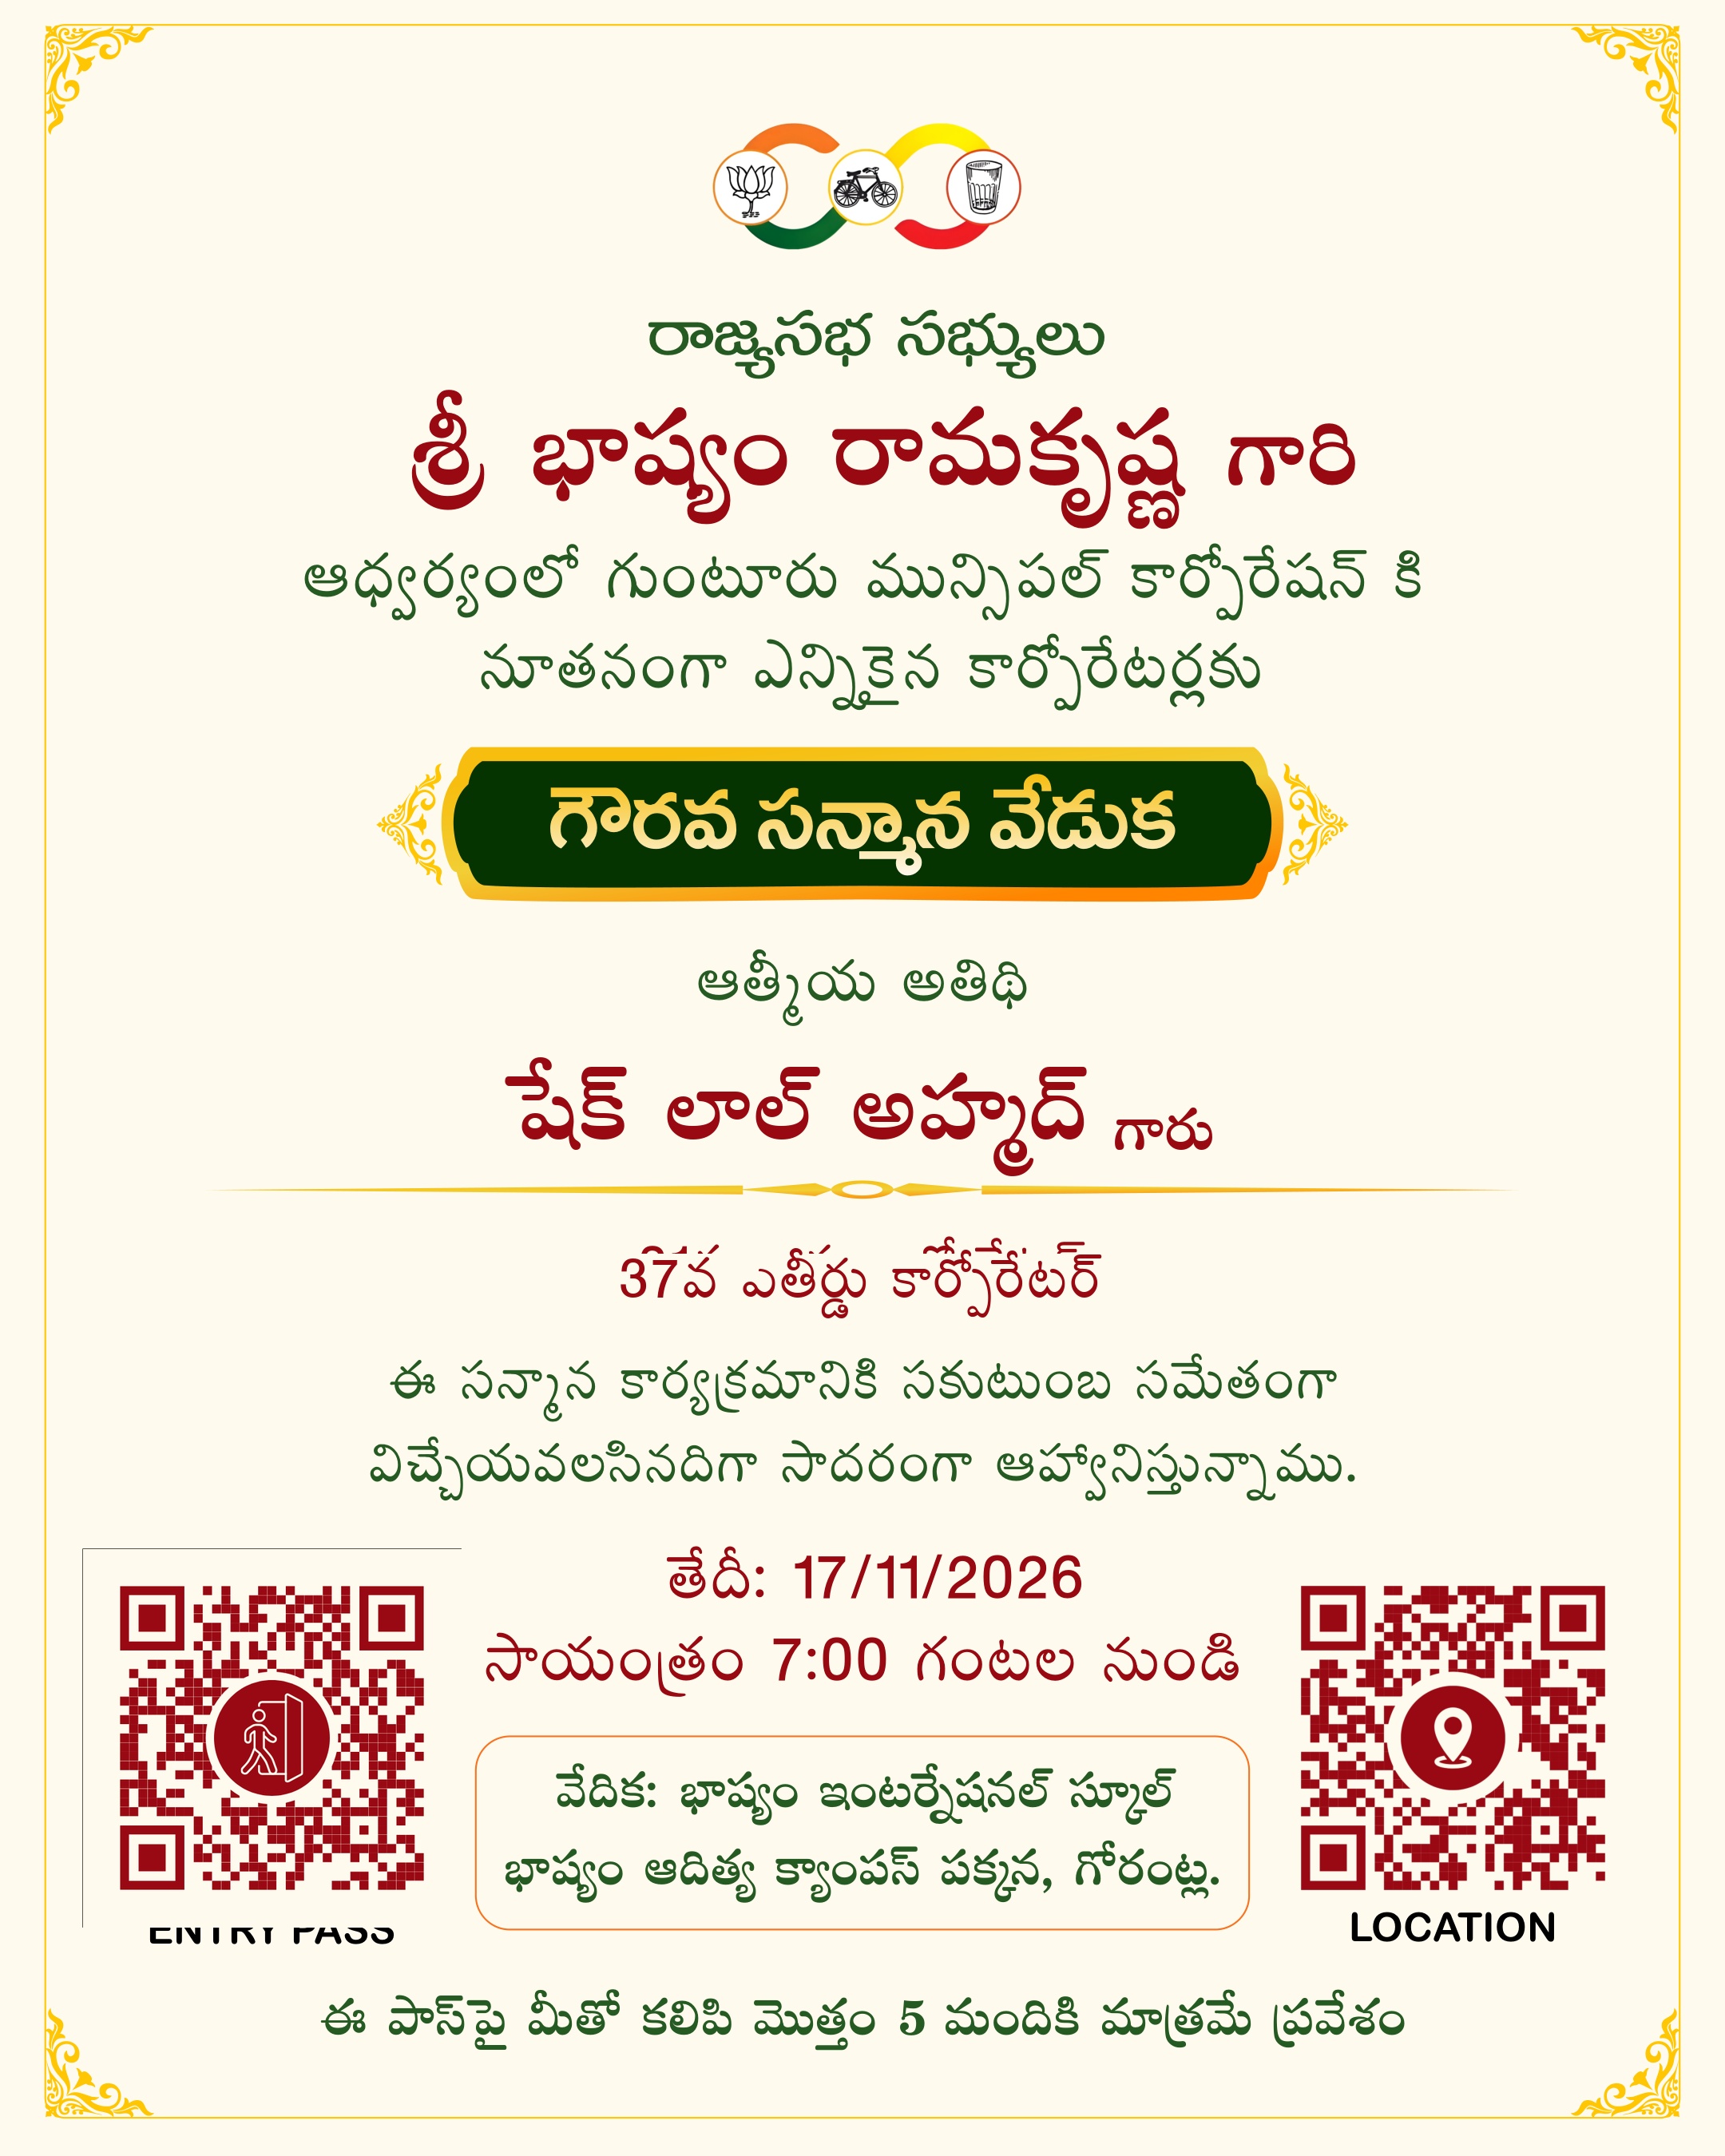 రాజ్యసభ సభ్యులు
శ్రీ భాష్యం రామకృష్ణ గారి
ఆధ్వర్యంలో గుంటూరు మున్సిపల్ కార్పోరేషన్ కి
నూతనంగా ఎన్నికైన కార్పోరేటర్లకు
గౌరవ సన్మాన వేడుక
ఆత్మీయ అతిథి
షేక్ లాల్ అహ్మద్ గారు
37వ ఎతీర్డు కార్పోరేటర్
ఈ సన్మాన కార్యక్రమానికి సకుటుంబ సమేతంగా
విచ్చేయవలసినదిగా సాదరంగా ఆహ్వానిస్తున్నాము.
తేదీ: 17/11/2026
సాయంత్రం 7:00 గంటల నుండి
వేదిక: భాష్యం ఇంటర్నేషనల్ స్కూల్
భాష్యం ఆదిత్య క్యాంపస్ పక్కన, గోరంట్ల.
ENTRY PASS
LOCATION
ఈ పాస్‌పై మీతో కలిపి మొత్తం 5 మందికి మాత్రమే ప్రవేశం